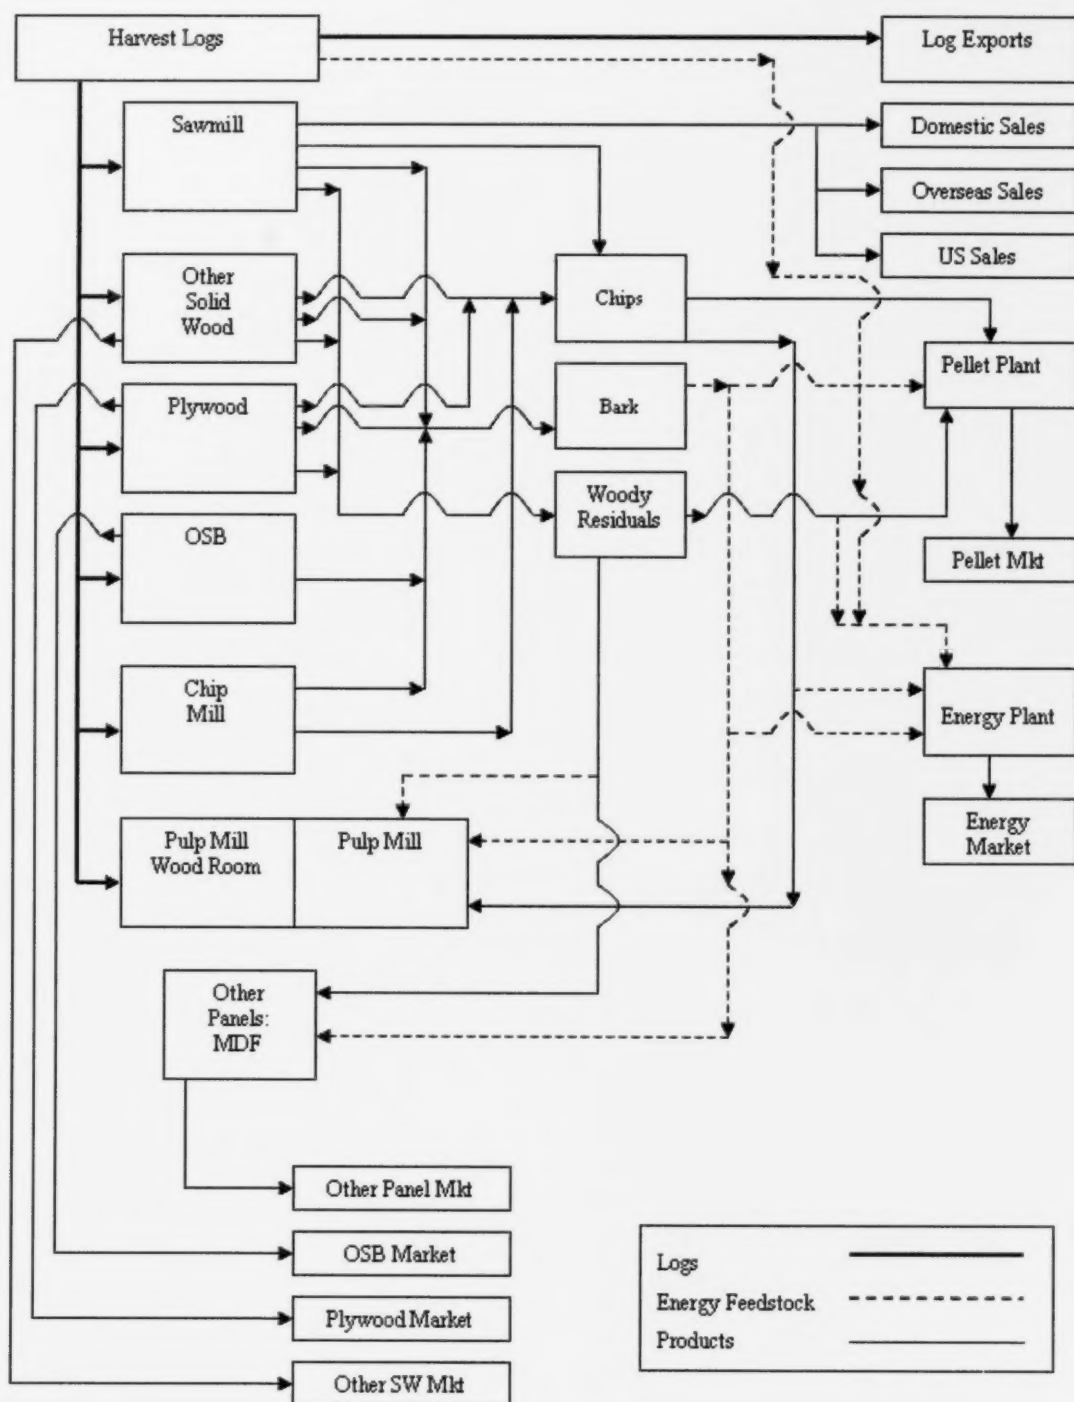 Harvest Logs
Log Exports
Sawmill
Domestic Sales
Overseas Sales
US Sales
Other
Solid
Wood
Chips
Pellet Plant
Plywood
Bark
Woody
Residuals
OSB
Pellet Mkt
Chip
Mill
Energy Plant
Energy
Market
Pulp Mill
Wood Room
Pulp Mill
Other
Panels:
MDF
Other Panel Mkt
OSB Market
Plywood Market
Other SW Mkt
Logs
Energy Feedstock
Products